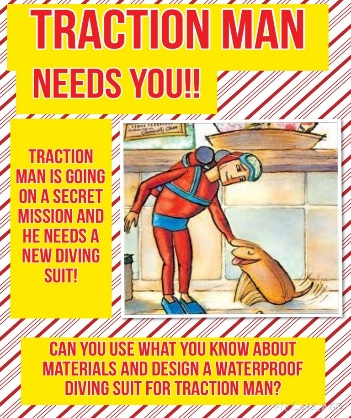 TRACTION MAN
NEEDS YOU!!
TRACTION
MAN IS GOING
ON A SECRET
MISSION AND
HE NEEDS A
NEW DIVING
SUIT!
CAN YOU USE WHAT YOU KNOW ABOUT
MATERIALS AND DESIGN A WATERPROOF
DIVING SUIT FOR TRACTION MAN?